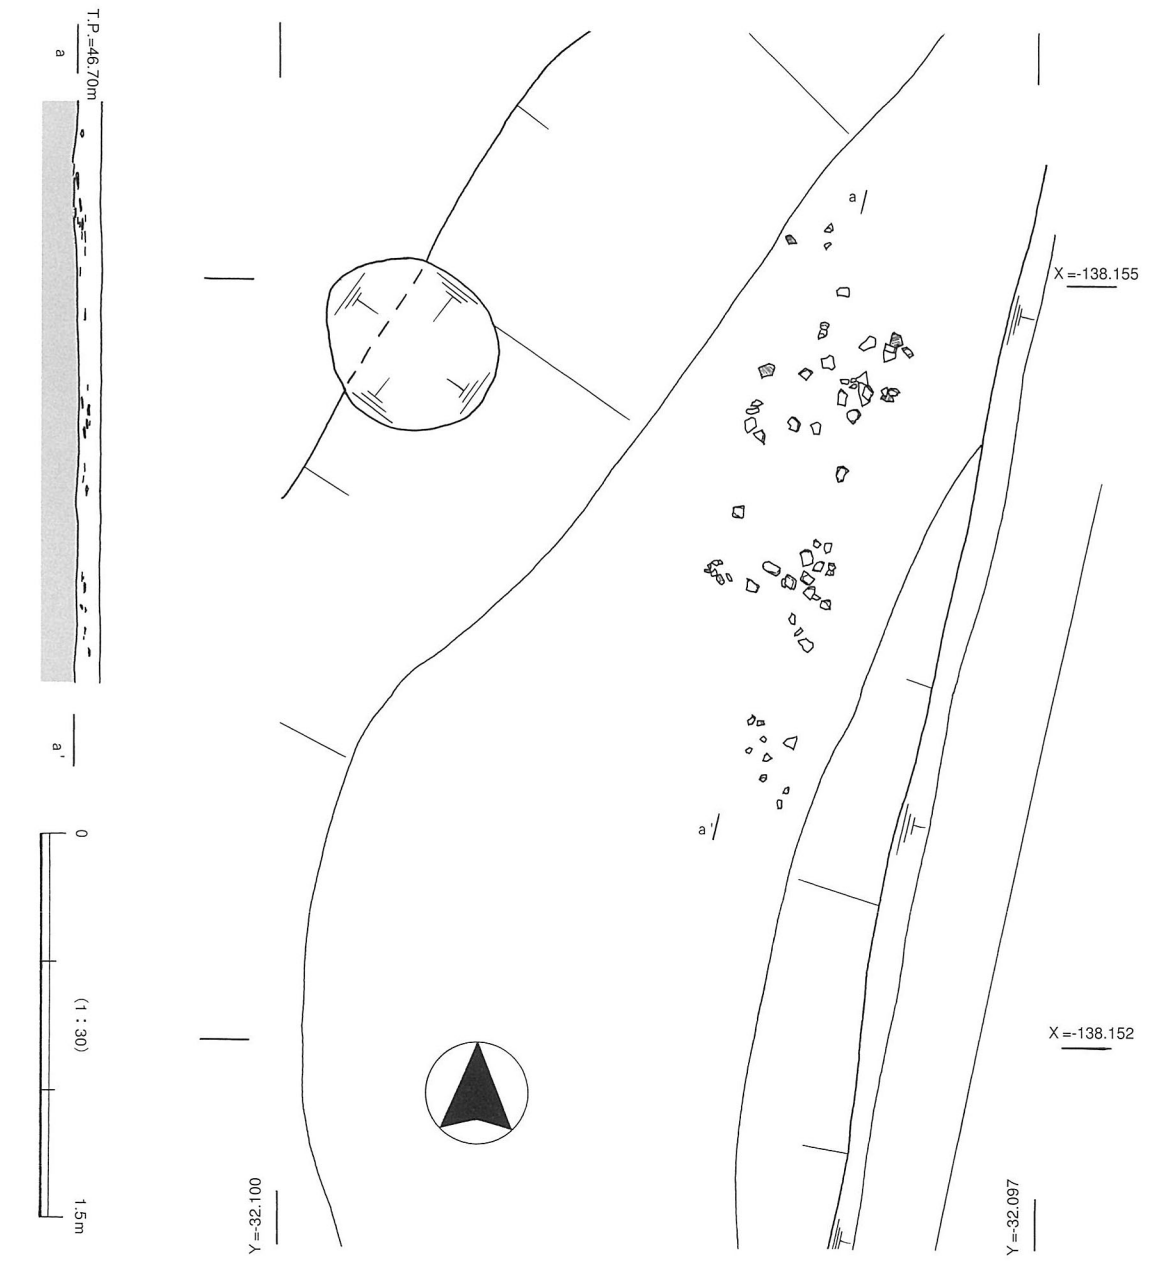 T.P.=46.70m
a
a
X=-138.155
a'
a'
0
(1：30)
1.5m
X=-138.152
Y=-32.100
Y=-32.097